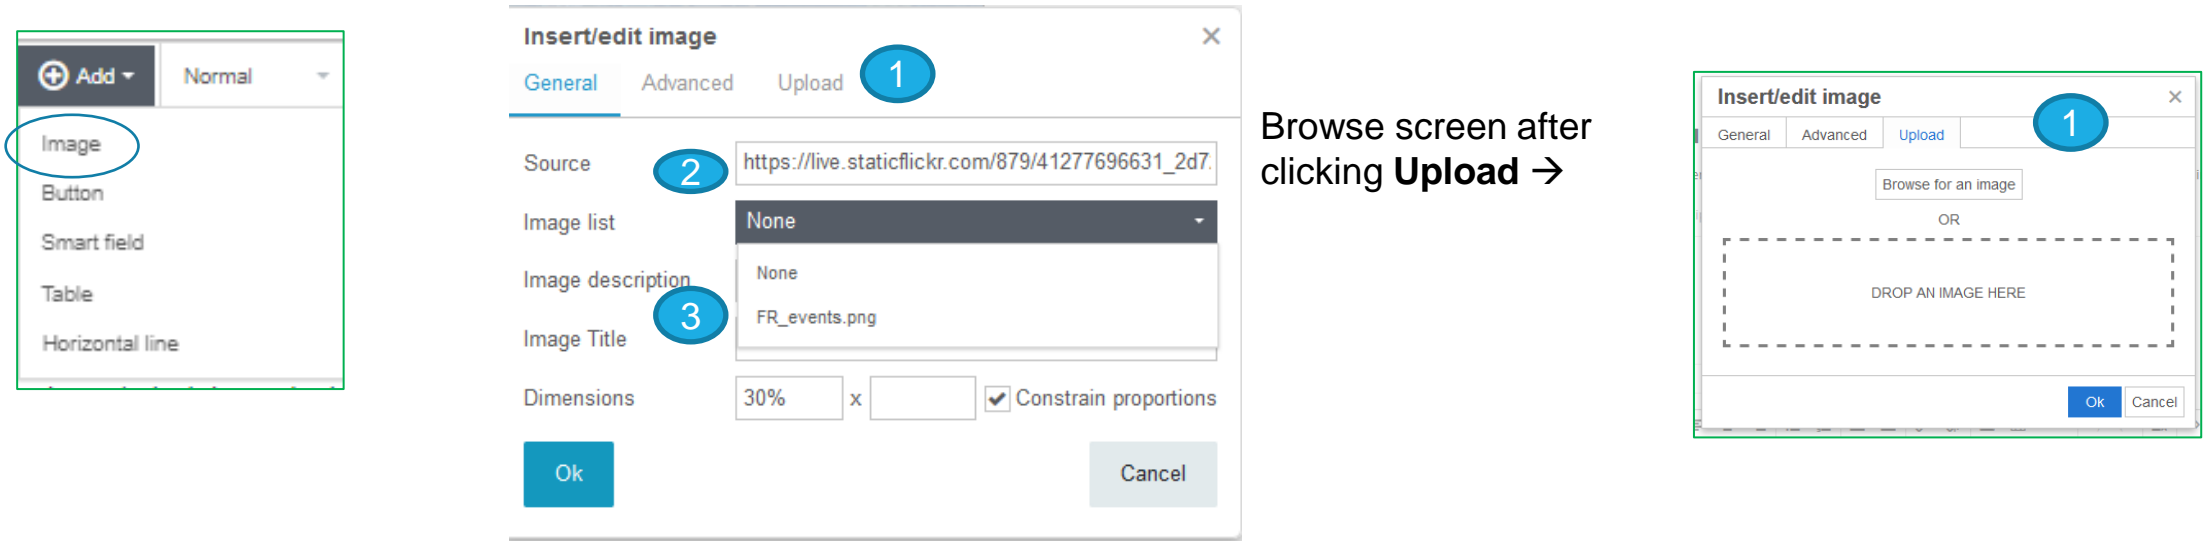 Add
Normal
Image
Button
Smart field
Table
Horizontal line
Insert/edit image
General Advanced Upload 1
Source 2 https://live.staticflickr.com/879/41277696631_2d7
Image list None
None
Image description
3 FR_events.png
Image Title
Dimensions 30% x Constrain proportions
Ok Cancel
Browse screen after
clicking Upload →
Insert/edit image
1
General Advanced Upload
Browse for an image
OR
DROP AN IMAGE HERE
Ok Cancel